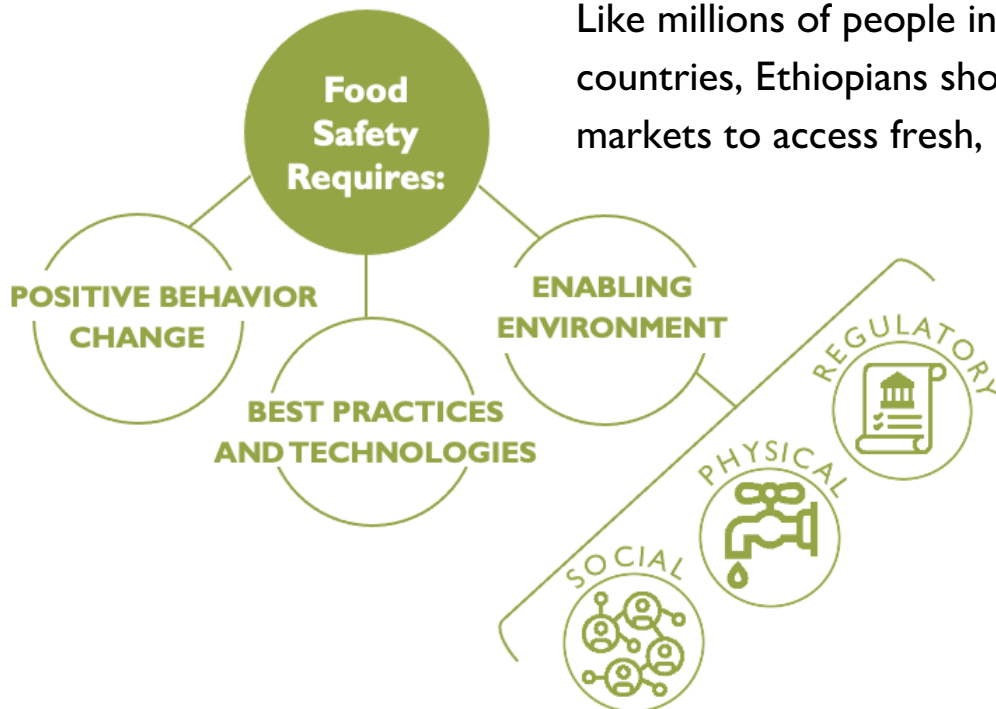 Like millions of people in
countries, Ethiopians sho
markets to access fresh,
Food
Safety
Requires:
POSITIVE BEHAVIOR
CHANGE
BEST PRACTICES
AND TECHNOLOGIES
ENABLING
ENVIRONMENT
REGULATORY
PHYSICAL
SOCIAL